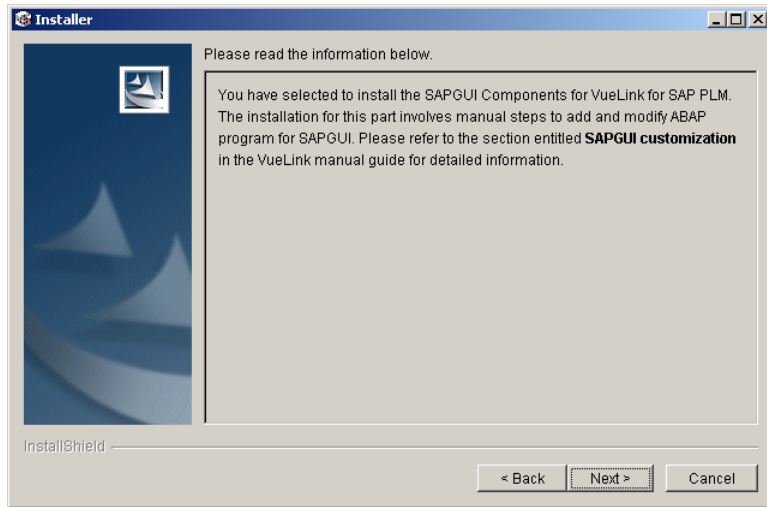 Installer
Please read the information below.
You have selected to install the SAPGUI Components for VueLink for SAP PLM.
The installation for this part involves manual steps to add and modify ABAP
program for SAPGUI. Please refer to the section entitled SAPGUI customization
in the VueLink manual guide for detailed information.
InstallShield
< Back Next > Cancel